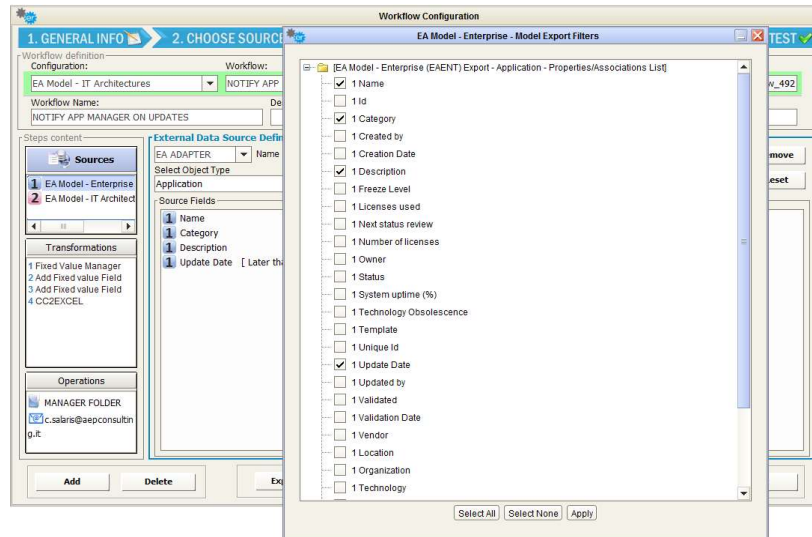 Workflow Configuration
1. GENERAL INFO
2. CHOOSE SOURCE
TEST
Workflow definition
Configuration:
Workflow:
EA Model - IT Architectures
NOTIFY APP
w_492
Workflow Name:
De
NOTIFY APP MANAGER ON UPDATES
Steps content
Sources
1 EA Model - Enterprise
2 EA Model - IT Architect
Transformations
1 Fixed Value Manager
2 Add Fixed value Field
3 Add Fixed value Field
4 CC2EXCEL
Operations
MANAGER FOLDER
c.salaris@aepconsultin
g.it
External Data Source Defin
EA ADAPTER
Name
Select Object Type
Application
Source Fields
1 Name
1 Category
1 Description
1 Update Date [ Later tha
move
eset
Add
Delete
Exp
EA Model - Enterprise - Model Export Filters
[EA Model - Enterprise (EAENT) Export - Application - Properties/Associations List]
1 Name
1 Id
1 Category
1 Created by
1 Creation Date
1 Description
1 Freeze Level
1 Licenses used
1 Next status review
1 Number of licenses
1 Owner
1 Status
1 System uptime (%)
1 Technology Obsolescence
1 Template
1 Unique Id
1 Update Date
1 Updated by
1 Validated
1 Validation Date
1 Vendor
1 Location
1 Organization
1 Technology
Select All
Select None
Apply